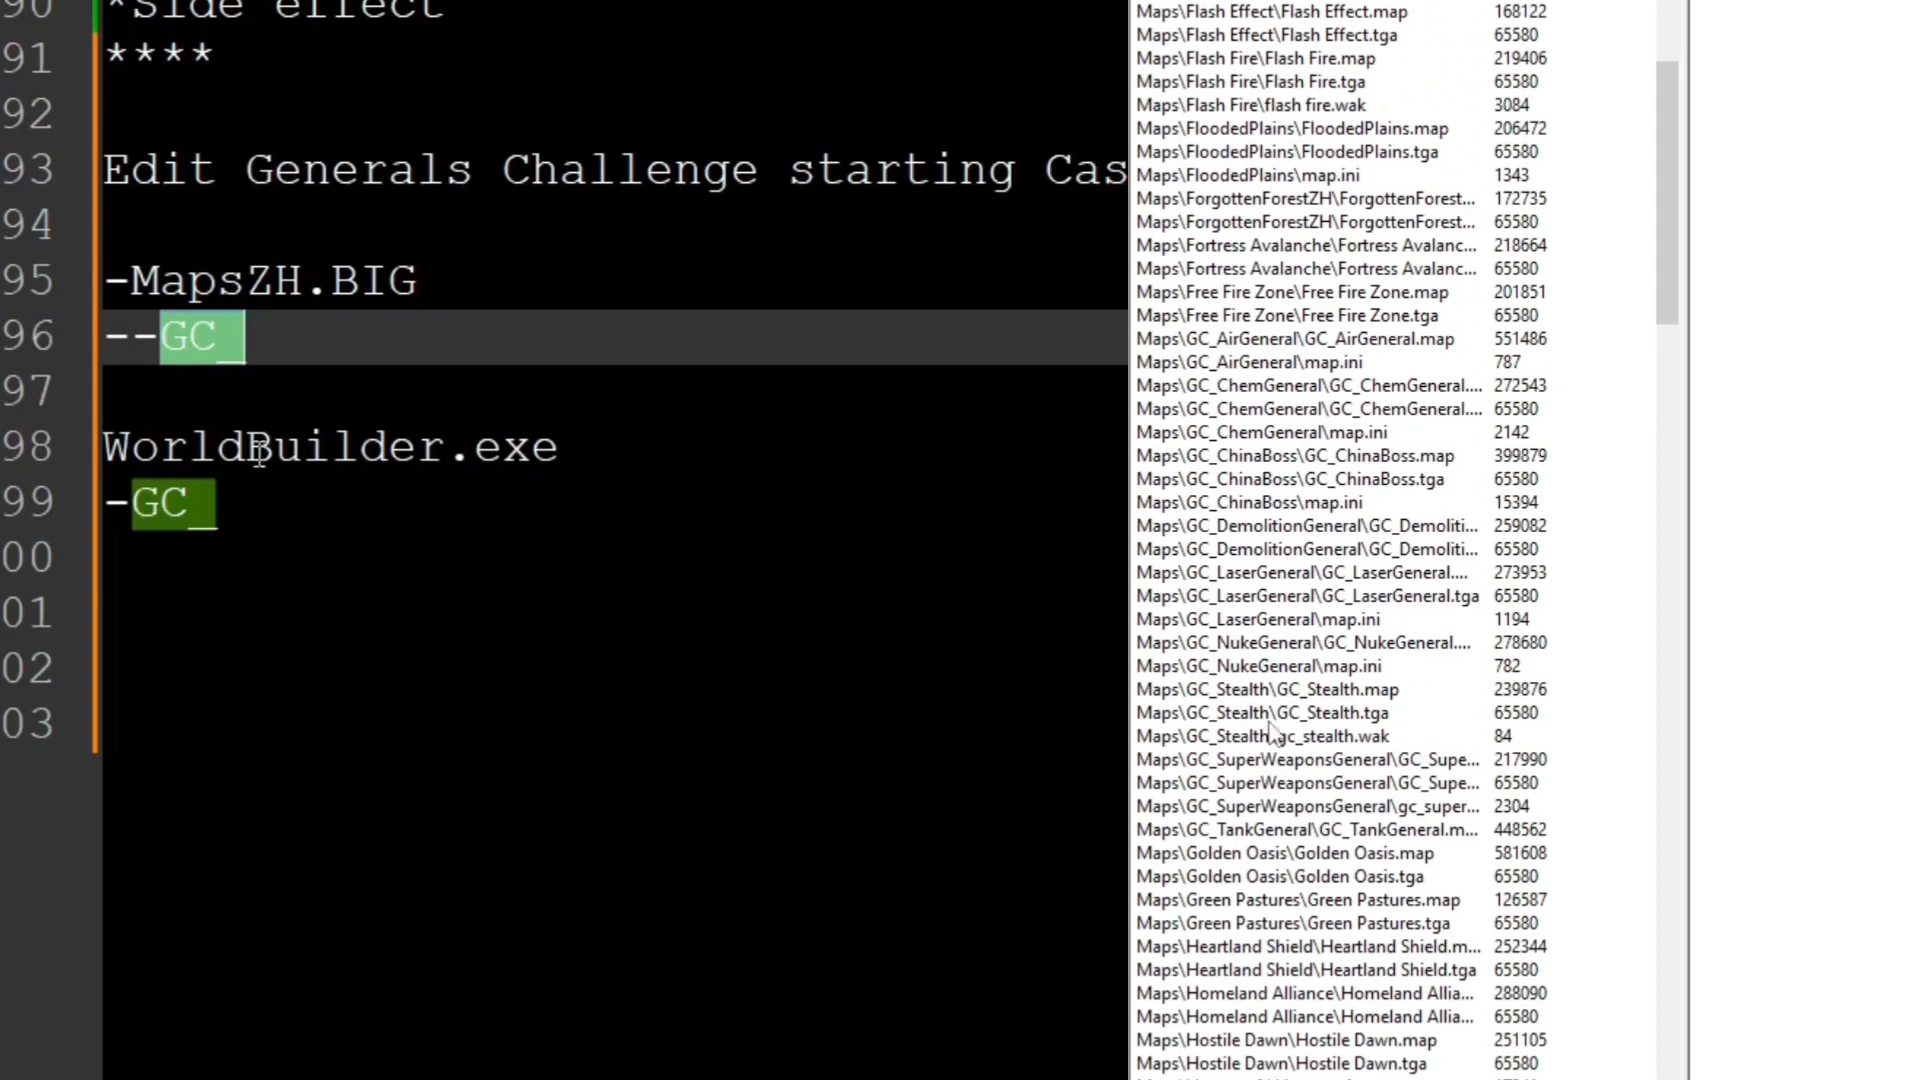 90 *Side effect
91 ****
92
93 Edit Generals Challenge starting Cas
94
95 -MapsZH.BIG
96 --GC_
97
98 WorldBuilder.exe
99 -GC_
00
01
02
03
Maps\Flash Effect\Flash Effect.map 168122
Maps\Flash Effect\Flash Effect.tga 65580
Maps\Flash Fire\Flash Fire.map 219406
Maps\Flash Fire\Flash Fire.tga 65580
Maps\Flash Fire\flash fire.wak 3084
Maps\FloodedPlains\FloodedPlains.map 206472
Maps\FloodedPlains\FloodedPlains.tga 65580
Maps\FloodedPlains\map.ini 1343
Maps\ForgottenForestZH\ForgottenForest... 172735
Maps\ForgottenForestZH\ForgottenForest... 65580
Maps\Fortress Avalanche\Fortress Avalanc... 218664
Maps\Fortress Avalanche\Fortress Avalanc... 65580
Maps\Free Fire Zone\Free Fire Zone.map 201851
Maps\Free Fire Zone\Free Fire Zone.tga 65580
Maps\GC_AirGeneral\GC_AirGeneral.map 551486
Maps\GC_AirGeneral\map.ini 787
Maps\GC_ChemGeneral\GC_ChemGeneral.... 272543
Maps\GC_ChemGeneral\GC_ChemGeneral.... 65580
Maps\GC_ChemGeneral\map.ini 2142
Maps\GC_ChinaBoss\GC_ChinaBoss.map 399879
Maps\GC_ChinaBoss\GC_ChinaBoss.tga 65580
Maps\GC_ChinaBoss\map.ini 15394
Maps\GC_DemolitionGeneral\GC_Demoliti... 259082
Maps\GC_DemolitionGeneral\GC_Demoliti... 65580
Maps\GC_LaserGeneral\GC_LaserGeneral.... 273953
Maps\GC_LaserGeneral\GC_LaserGeneral.tga 65580
Maps\GC_LaserGeneral\map.ini 1194
Maps\GC_NukeGeneral\GC_NukeGeneral.... 278680
Maps\GC_NukeGeneral\map.ini 782
Maps\GC_Stealth\GC_Stealth.map 239876
Maps\GC_Stealth\GC_Stealth.tga 65580
Maps\GC_Stealth\gc_stealth.wak 84
Maps\GC_SuperWeaponsGeneral\GC_Supe... 217990
Maps\GC_SuperWeaponsGeneral\GC_Supe... 65580
Maps\GC_SuperWeaponsGeneral\gc_super... 2304
Maps\GC_TankGeneral\GC_TankGeneral.m... 448562
Maps\Golden Oasis\Golden Oasis.map 581608
Maps\Golden Oasis\Golden Oasis.tga 65580
Maps\Green Pastures\Green Pastures.map 126587
Maps\Green Pastures\Green Pastures.tga 65580
Maps\Heartland Shield\Heartland Shield.m... 252344
Maps\Heartland Shield\Heartland Shield.tga 65580
Maps\Homeland Alliance\Homeland Allia... 288090
Maps\Homeland Alliance\Homeland Allia... 65580
Maps\Hostile Dawn\Hostile Dawn.map 251105
Maps\Hostile Dawn\Hostile Dawn.tga 65580